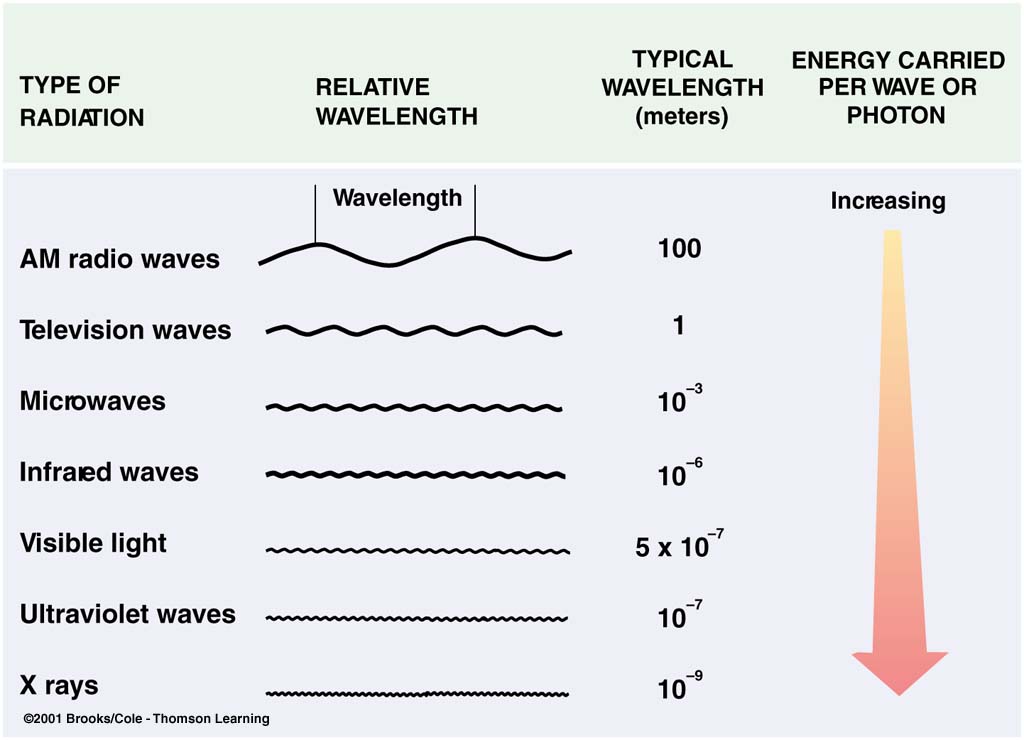 TYPE OF
RADIATION
RELATIVE
WAVELENGTH
TYPICAL
WAVELENGTH
(meters)
ENERGY CARRIED
PER WAVE OR
PHOTON
Wavelength
Increasing
AM radio waves 100
Television waves 1
Microwaves 10⁻³
Infrared waves 10⁻⁶
Visible light 5 x 10⁻⁷
Ultraviolet waves 10⁻⁷
X rays 10⁻⁹
©2001 Brooks/Cole - Thomson Learning